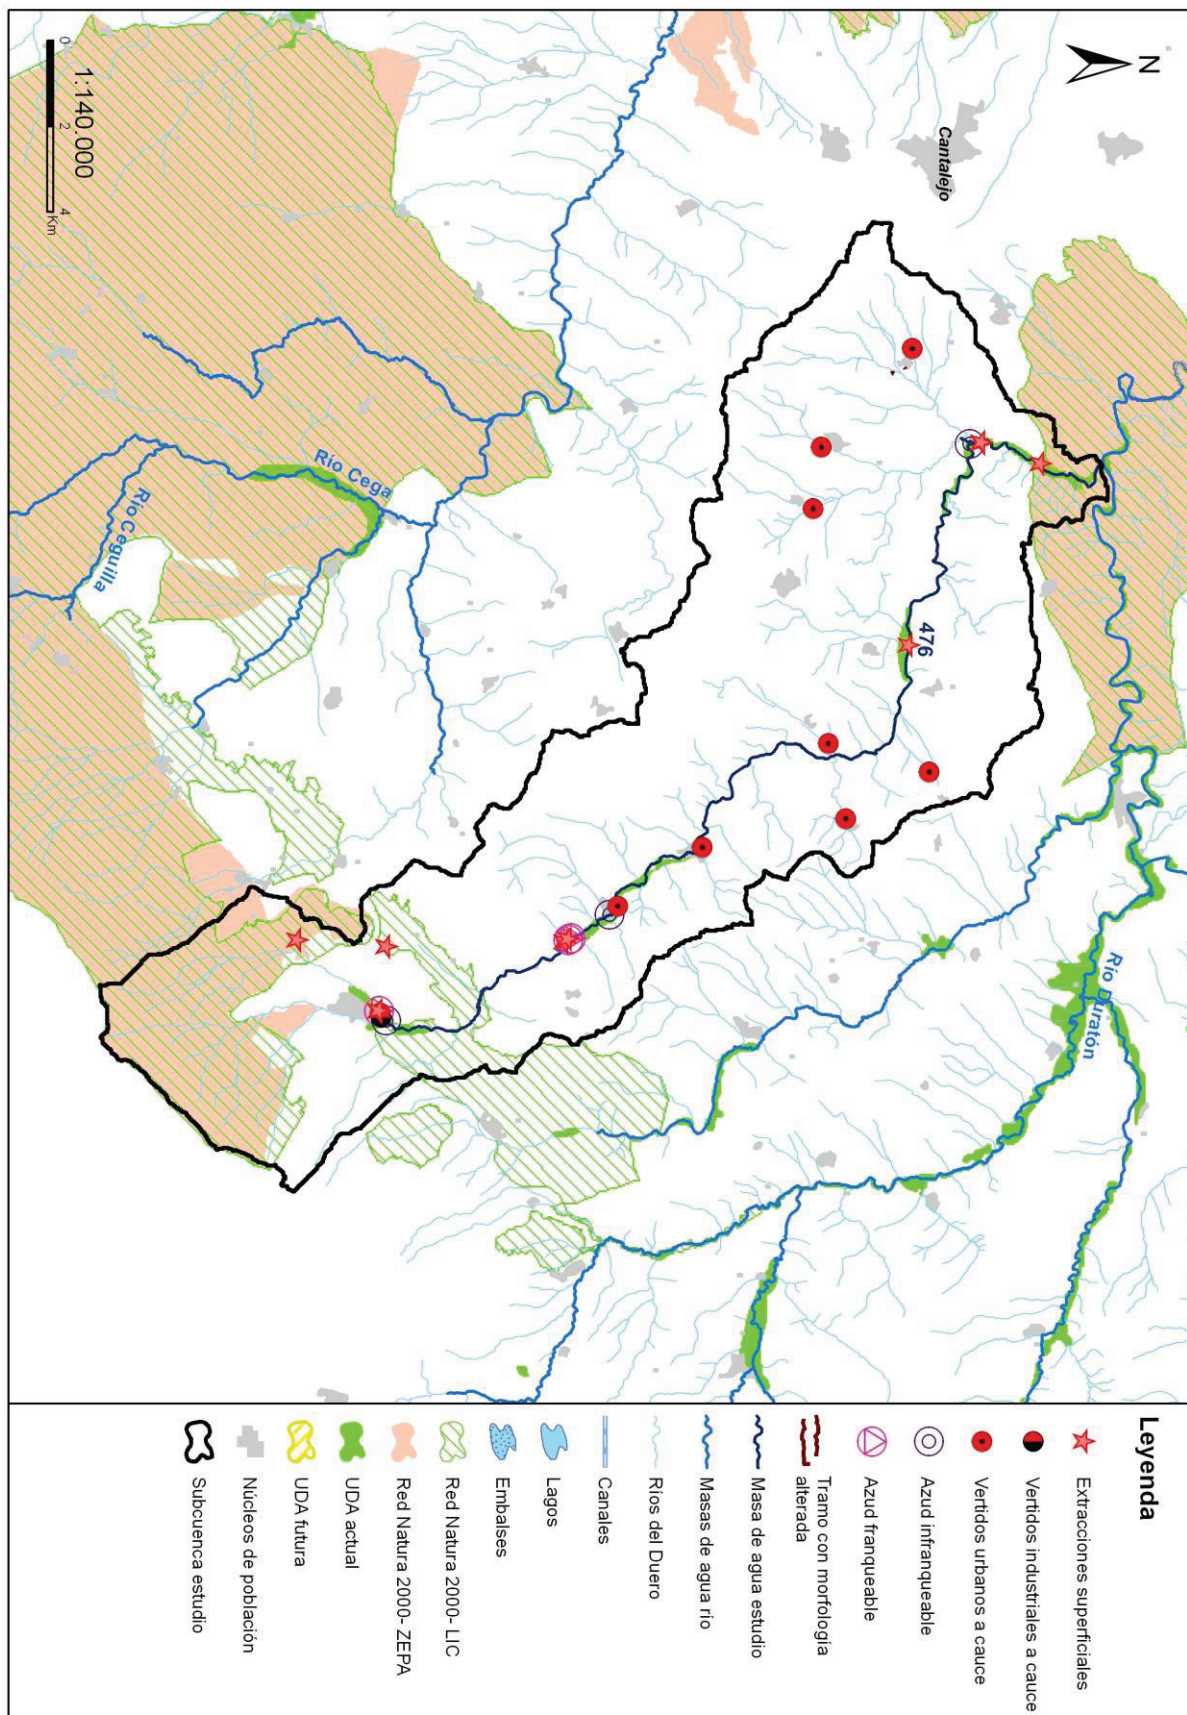 N
Cantalejo
476
Río Duratón
Río Cega
Río Ceguilla
1:140.000
0
2
4
Km
Leyenda
Extracciones superficiales
Vertidos industriales a cauce
Vertidos urbanos a cauce
Azud infranqueable
Azud franqueable
Tramo con morfología
alterada
Masa de agua estudio
Masas de agua río
Ríos del Duero
Canales
Lagos
Embalses
Red Natura 2000- LIC
Red Natura 2000- ZEPA
UDA actual
UDA futura
Núcleos de población
Subcuenca estudio